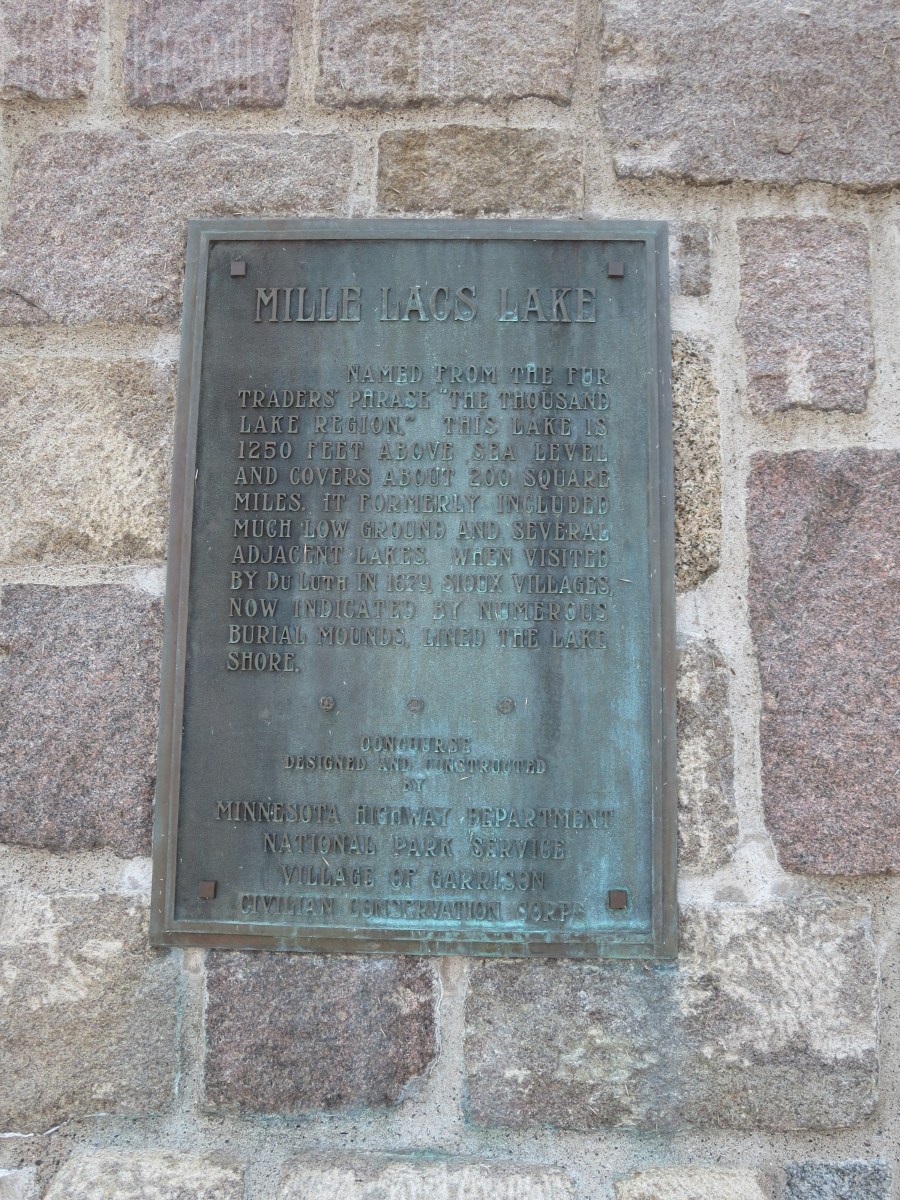 MILLE LACS LAKE
NAMED FROM THE FUR
TRADERS' PHRASE "THE THOUSAND
LAKE REGION." THIS LAKE IS
1250 FEET ABOVE SEA LEVEL
AND COVERS ABOUT 200 SQUARE
MILES. IT FORMERLY INCLUDED
MUCH LOW GROUND AND SEVERAL
ADJACENT LAKES. WHEN VISITED
BY DU LUTH IN 1679, SIOUX VILLAGES,
NOW INDICATED BY NUMEROUS
BURIAL MOUNDS, LINED THE LAKE
SHORE.
CONCOURSE
DESIGNED AND CONSTRUCTED
BY
MINNESOTA HIGHWAY DEPARTMENT
NATIONAL PARK SERVICE
VILLAGE OF GARRISON
CIVILIAN CONSERVATION CORPS